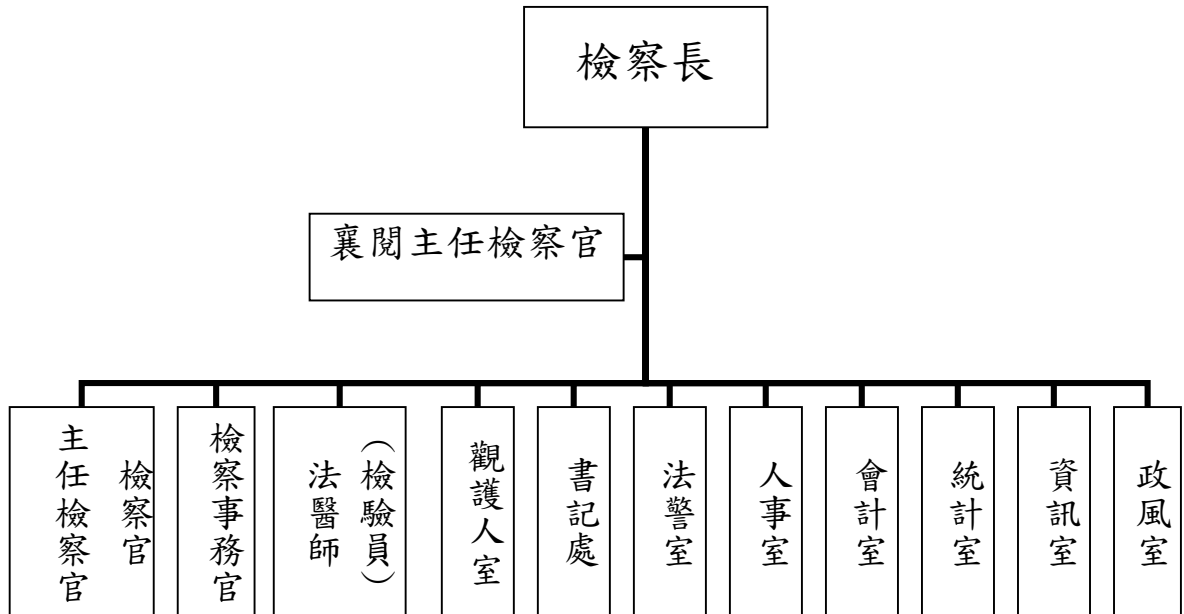 檢察長
襄閱主任檢察官
主任檢察官
檢察官
檢察事務官
法醫師
（檢驗員）
觀護人室
書記處
法警室
人事室
會計室
統計室
資訊室
政風室